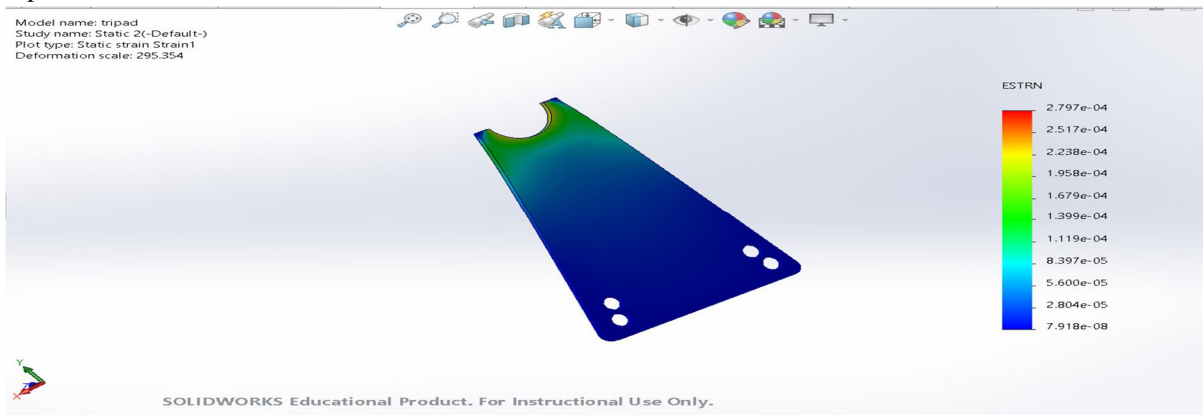 Model name: tripad
Study name: Static 2(-Default-)
Plot type: Static strain Strain1
Deformation scale: 295.354
ESTRN
2.797e-04
2.517e-04
2.238e-04
1.958e-04
1.679e-04
1.399e-04
1.119e-04
8.397e-05
5.600e-05
2.804e-05
7.918e-08
Y
Z
X
SOLIDWORKS Educational Product. For Instructional Use Only.